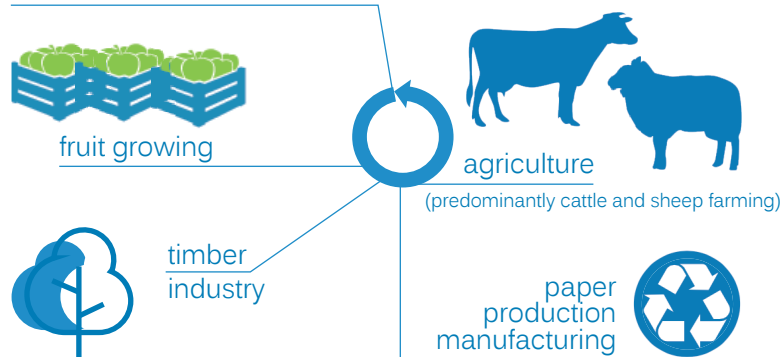 fruit growing
agriculture
(predominantly cattle and sheep farming)
timber
industry
paper
production
manufacturing